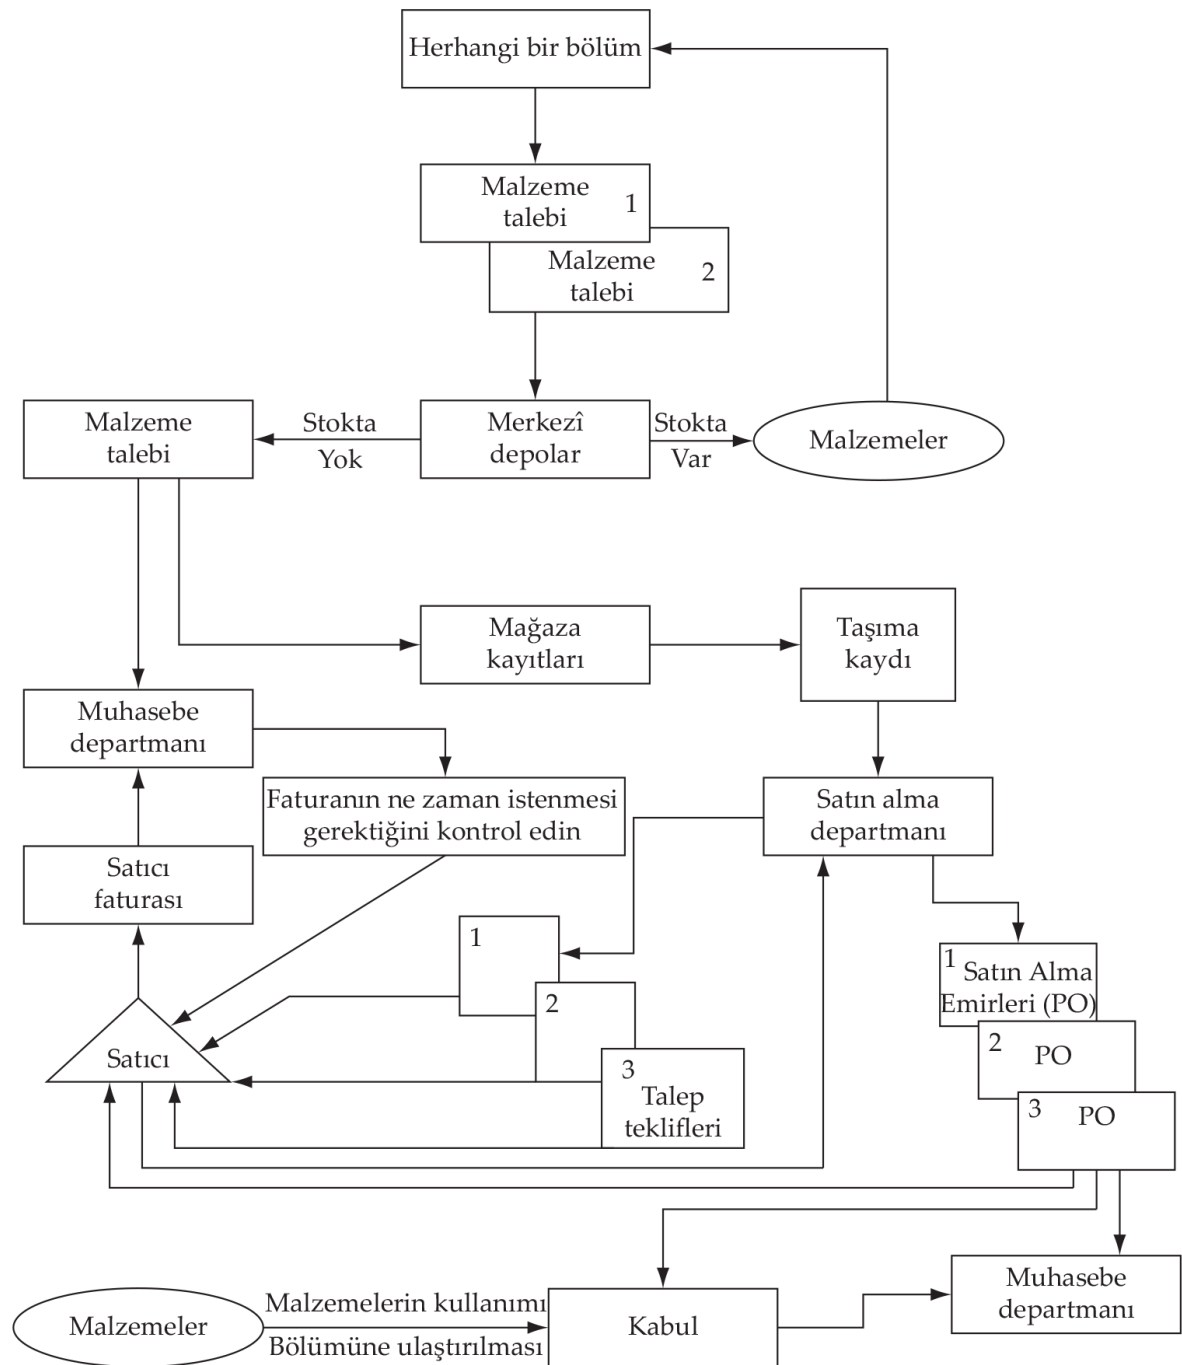 Herhangi bir bölüm
Malzeme
talebi
1
Malzeme
talebi
2
Malzeme
talebi
Stokta
Yok
Merkezî
depolar
Stokta
Var
Malzemeler
Mağaza
kayıtları
Taşıma
kaydı
Muhasebe
departmanı
Faturanın ne zaman istenmesi
gerektiğini kontrol edin
Satın alma
departmanı
Satıcı
faturası
1
2
3
Talep
teklifleri
1
Satın Alma
Emirleri (PO)
2
PO
3
PO
Satıcı
Malzemeler
Malzemelerin kullanımı
Bölümüne ulaştırılması
Kabul
Muhasebe
departmanı